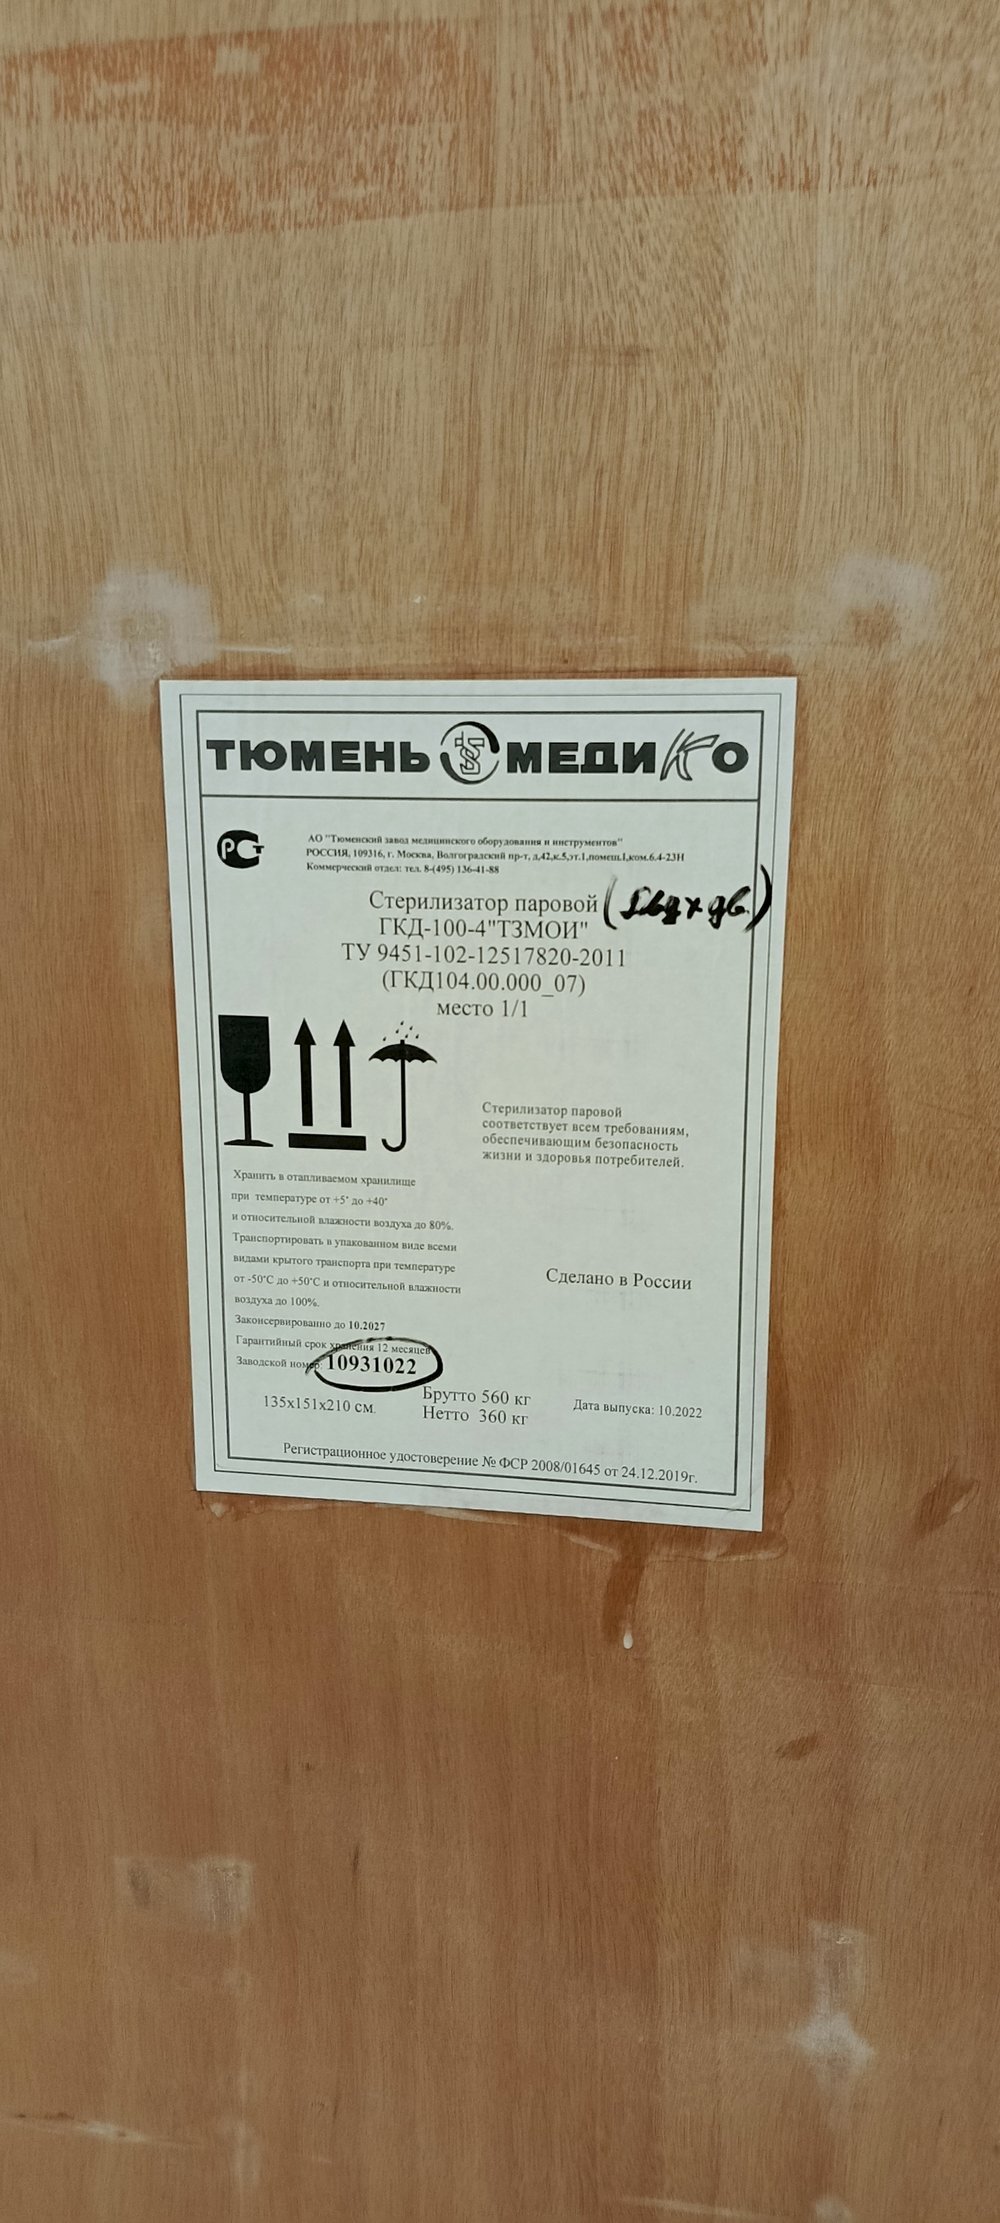 ТЮМЕНЬ МЕДИКО
РСТ
АО "Тюменский завод медицинского оборудования и инструментов"
РОССИЯ, 109316, г. Москва, Волгоградский пр-т, д,42,к.5,эт.1,помещ.I,ком.6.4-23Н
Коммерческий отдел: тел. 8-(495) 136-41-88
Стерилизатор паровой
ГКД-100-4"ТЗМОИ"
ТУ 9451-102-12517820-2011
(ГКД104.00.000_07)
место 1/1
Стерилизатор паровой
соответствует всем требованиям,
обеспечивающим безопасность
жизни и здоровья потребителей.
Хранить в отапливаемом хранилище
при температуре от +5° до +40°
и относительной влажности воздуха до 80%.
Транспортировать в упакованном виде всеми
видами крытого транспорта при температуре
от -50°С до +50°С и относительной влажности
воздуха до 100%.
Сделано в России
Законсервированно до 10.2027
Гарантийный срок хранения 12 месяцев
Заводской номер: 10931022
135х151х210 см.
Брутто 560 кг
Нетто 360 кг
Дата выпуска: 10.2022
Регистрационное удостоверение № ФСР 2008/01645 от 24.12.2019г.